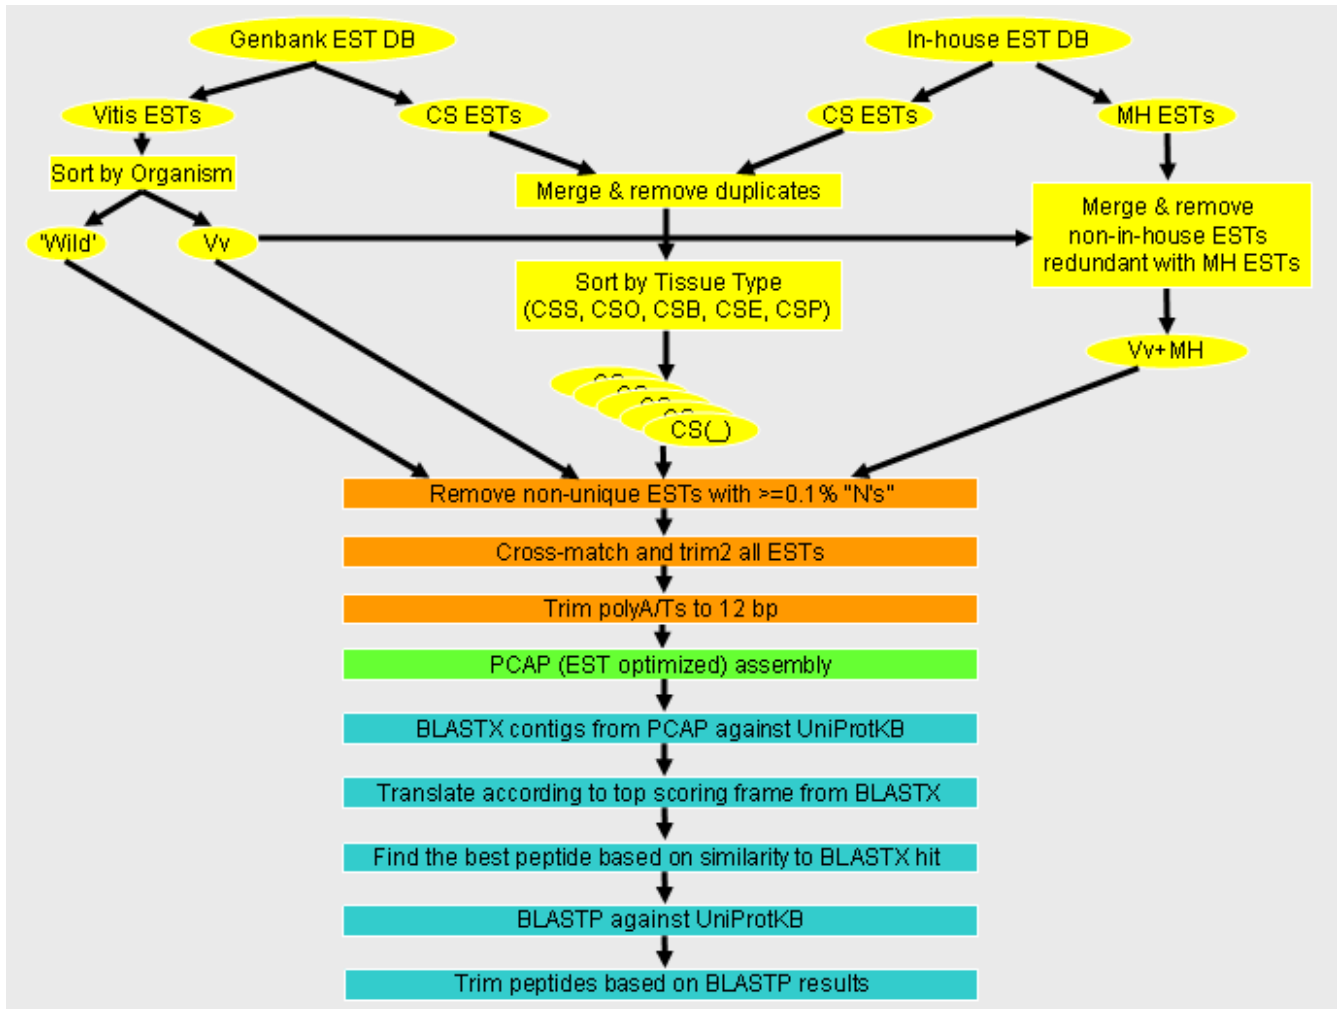 Genbank EST DB
In-house EST DB
Vitis ESTs
CS ESTs
CS ESTs
MH ESTs
Sort by Organism
Merge & remove duplicates
Merge & remove
non-in-house ESTs
redundant with MH ESTs
'Wild'
Vv
Sort by Tissue Type
(CSS, CSO, CSB, CSE, CSP)
Vv+MH
CS(_)
Remove non-unique ESTs with >=0.1% "N's"
Cross-match and trim2 all ESTs
Trim polyA/Ts to 12 bp
PCAP (EST optimized) assembly
BLASTX contigs from PCAP against UniProtKB
Translate according to top scoring frame from BLASTX
Find the best peptide based on similarity to BLASTX hit
BLASTP against UniProtKB
Trim peptides based on BLASTP results